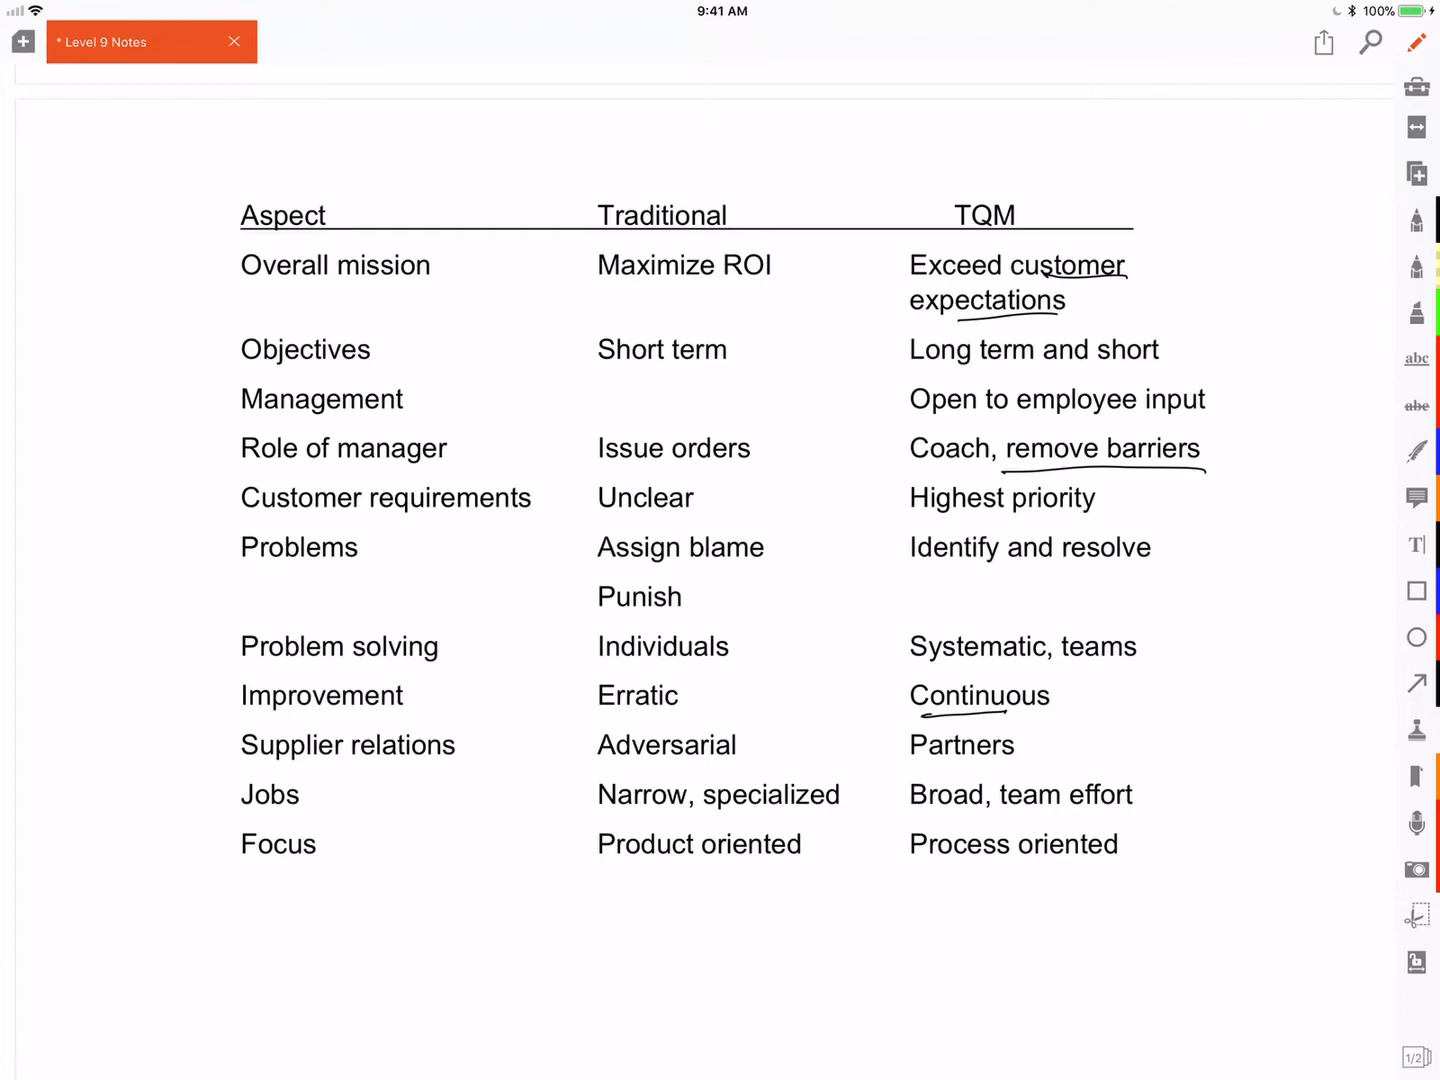 9:41 AM
100%
* Level 9 Notes
Aspect Traditional TQM
Overall mission Maximize ROI Exceed customer
expectations
Objectives Short term Long term and short
Management Open to employee input
Role of manager Issue orders Coach, remove barriers
Customer requirements Unclear Highest priority
Problems Assign blame Identify and resolve
Punish
Problem solving Individuals Systematic, teams
Improvement Erratic Continuous
Supplier relations Adversarial Partners
Jobs Narrow, specialized Broad, team effort
Focus Product oriented Process oriented
abc
abc
T
1/2